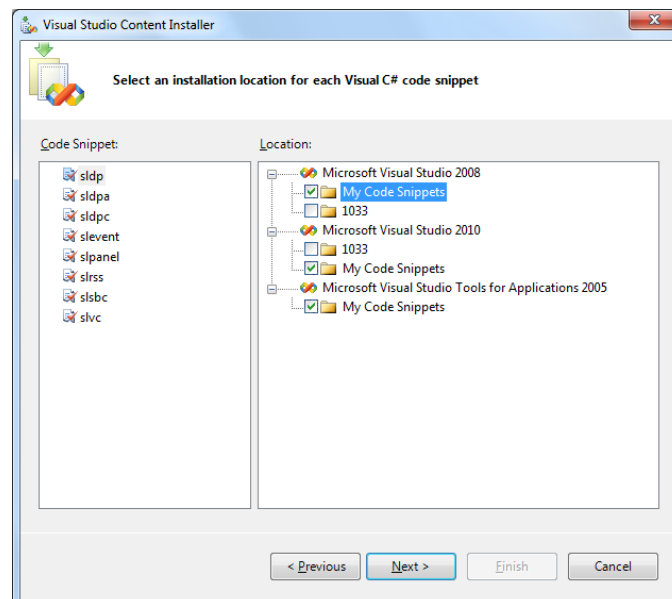 Visual Studio Content Installer
Select an installation location for each Visual C# code snippet
Code Snippet:
sldp
sldpa
sldpc
slevent
slpanel
slrss
slsbc
slvc
Location:
Microsoft Visual Studio 2008
My Code Snippets
1033
Microsoft Visual Studio 2010
1033
My Code Snippets
Microsoft Visual Studio Tools for Applications 2005
My Code Snippets
< Previous
Next >
Finish
Cancel